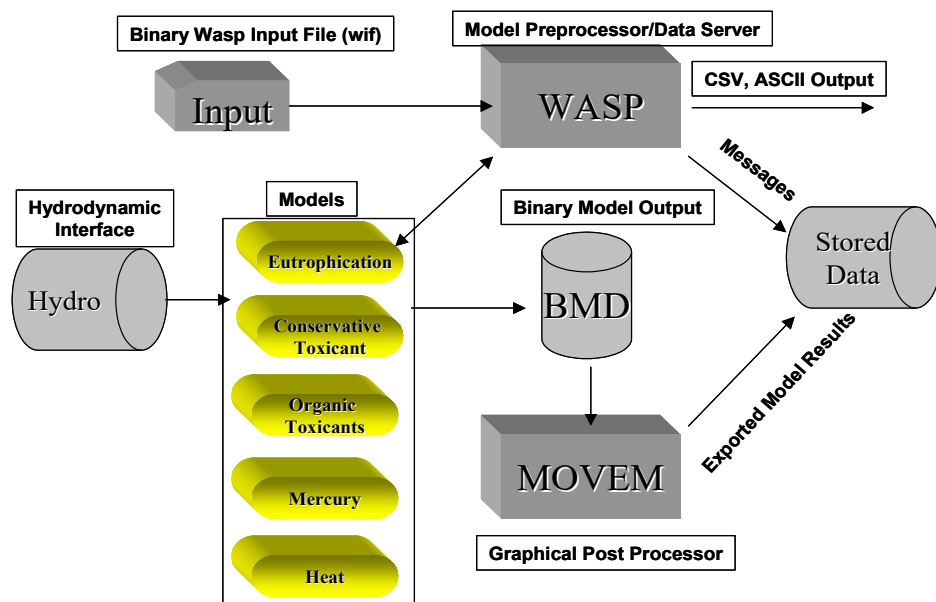 Binary Wasp Input File (wif)
Model Preprocessor/Data Server
Input
WASP
CSV, ASCII Output
Messages
Hydrodynamic
Interface
Models
Binary Model Output
Hydro
Eutrophication
Conservative
Toxicant
Organic
Toxicants
Mercury
Heat
BMD
Stored
Data
MOVEM
Exported Model Results
Graphical Post Processor